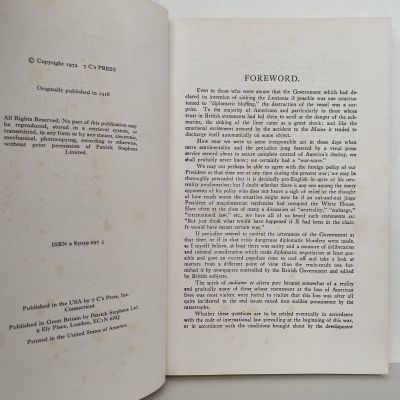 © Copyright 1972 7 C's PRESS
Originally published in 1916
All Rights Reserved. No part of this publication may
be reproduced, stored in a retrieval system, or
transmitted, in any form or by any means, electronic,
mechanical, photocopying, recording or otherwise,
without prior permission of Patrick Stephens
Limited.
ISBN 0 85059 097 2
Published in the USA by 7 C's Press, Inc.
Connecticut
Published in Great Britain by Patrick Stephens Ltd
9 Ely Place, London, EC1N 6SQ
Printed in the United States of America
FOREWORD.
Even to those who were aware that the Government which had de-
clared its intention of sinking the Lusitania if possible was one unaccus-
tomed to "diplomatic bluffing," the destruction of the vessel was a sur-
prise. To the majority of Americans and particularly to those whose
trust in British statements had led them to scoff at the danger of the sub-
marine, the sinking of the liner came as a great shock; and like the
emotional excitement aroused by the accident to the Maine it tended to
discharge itself automatically on some object.
How near we were to some irresponsible act in those days when
mere sentimentality and the prejudice long fostered by a venal press
service seemed about to secure complete control of America's destiny, we
shall probably never know; we certainly had a "war-scare."
We may not perhaps be able to agree with the foreign policy of our
President at that time nor at any time during the present war; we may be
thoroughly persuaded that it is decidedly pro-English in spite of his neu-
trality proclamation; but I doubt whether there is any one among the many
opponents of his policy who does not heave a sigh of relief at the thought
of how much worse the situation might now be if an
President of magnificent tendencies had occupied the White House.
How often at the close of many a discussion of "neutrality," "embargo,"
"international law," etc., we have all of us heard such statements as:
"But just think what would have happened if X had been in the chair.
It would have meant certain war."
If prejudice seemed to control the utterances of the Government at
that time, or if in that crisis dangerous diplomatic blunders were made,
as I myself believe, at least there was sanity and a measure of deliberation
and rational consideration which made diplomatic negotiation at least pos-
sible and gave an excited populace time to cool off and take a look at
matters from a different point of view than the ready-made one fur-
nished it by newspapers controlled by the British Government and edited
by British subjects.
The spirit of audiatur et altera pars became somewhat of a reality
and gradually many of those whose resentment at the loss of American
lives was most violent were forced to realize that this loss was after all
quite incidental to the real issues raised into sudden prominence by the
catastrophe.
Whether these questions are to be settled eventually in accordance
with the code of international law prevailing at the beginning of this war,
or in accordance with the conditions brought about by the development